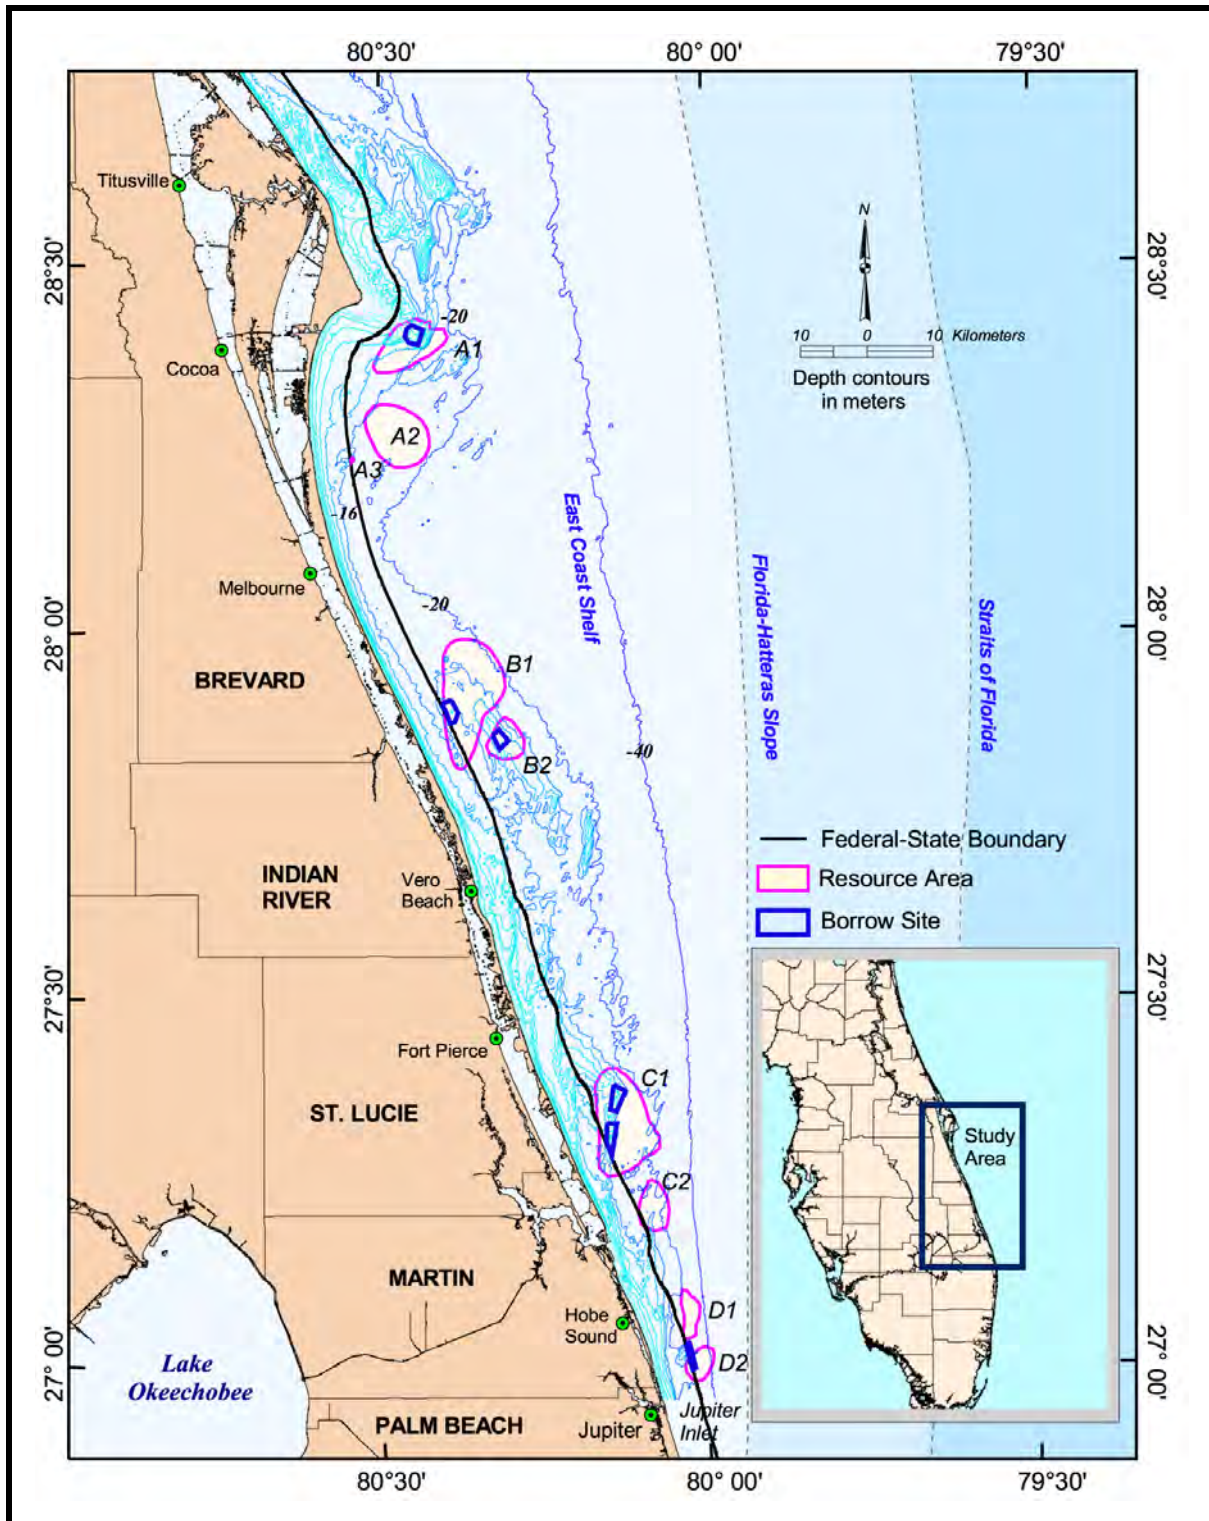 80°30'
80° 00'
79°30'
Titusville
N
28°30'
28°30'
-20
10 0 10 Kilometers
A1
Cocoa
Depth contours
in meters
A2
A3
-16
East Coast Shelf
Florida-Hatteras Slope
Straits of Florida
Melbourne
-20
28° 00'
28° 00'
B1
BREVARD
-40
B2
Federal-State Boundary
Resource Area
Borrow Site
INDIAN
RIVER
Vero
Beach
27°30'
27°30'
Fort Pierce
C1
ST. LUCIE
Study
Area
C2
MARTIN
D1
Hobe
Sound
D2
27° 00'
27° 00'
Lake
Okeechobee
PALM BEACH
Jupiter
Jupiter
Inlet
80°30'
80° 00'
79°30'